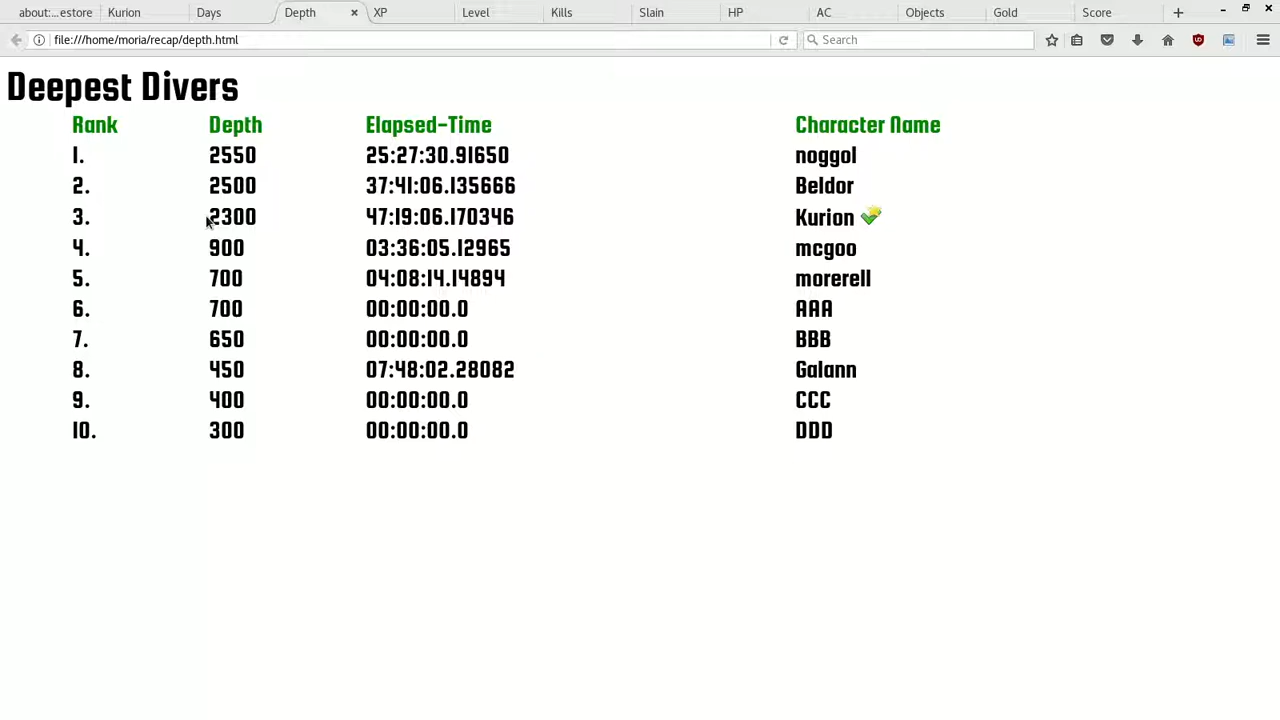 about:...estore Kurion Days Depth XP Level Kills Slain HP AC Objects Gold Score
file:///home/moria/recap/depth.html Search
Deepest Divers
Rank Depth Elapsed-Time Character Name
1. 2550 25:27:30.91650 noggol
2. 2500 37:41:06.135666 Beldor
3. 2300 47:19:06.170346 Kurion
4. 900 03:36:05.12965 mcgoo
5. 700 04:08:14.14894 morerell
6. 700 00:00:00.0 AAA
7. 650 00:00:00.0 BBB
8. 450 07:48:02.28082 Galann
9. 400 00:00:00.0 CCC
10. 300 00:00:00.0 DDD